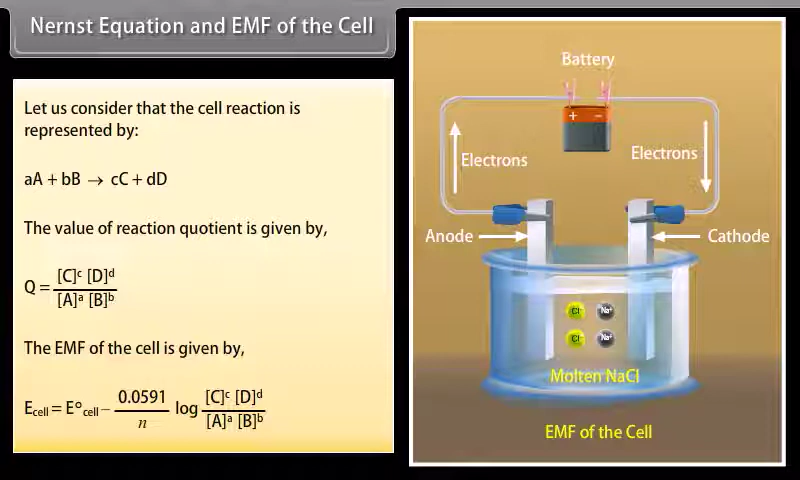 Nernst Equation and EMF of the Cell
Let us consider that the cell reaction is
represented by:
aA + bB → cC + dD
The value of reaction quotient is given by,
Q = [C]ᶜ [D]ᵈ / [A]ᵃ [B]ᵇ
The EMF of the cell is given by,
E꜀ₑₗₗ = E°꜀ₑₗₗ − 0.0591 / n log [C]ᶜ [D]ᵈ / [A]ᵃ [B]ᵇ
Battery
+ −
Electrons
Electrons
Anode
Cathode
Cl⁻ Na⁺
Cl⁻ Na⁺
Molten NaCl
EMF of the Cell